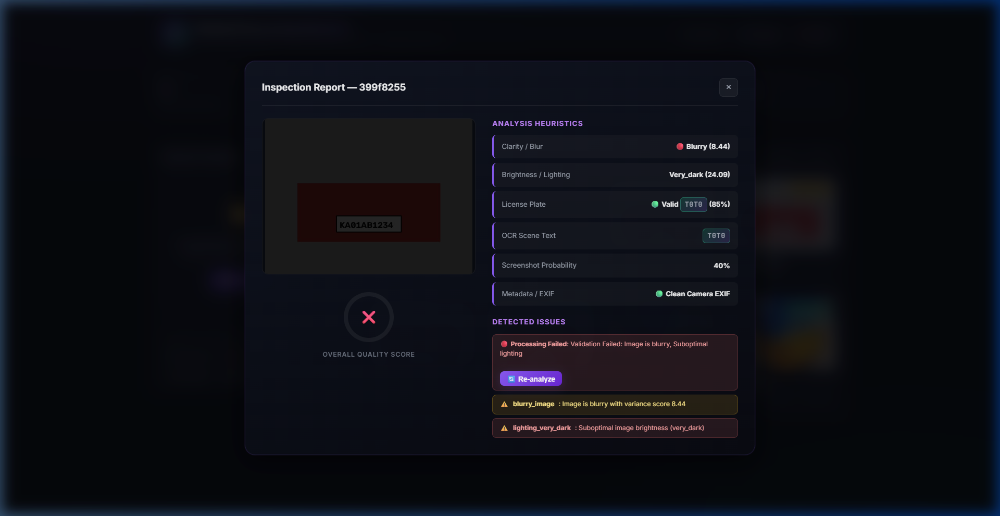 Inspection Report — 399f8255
×
KA01AB1234
OVERALL QUALITY SCORE
ANALYSIS HEURISTICS
Clarity / Blur Blurry (8.44)
Brightness / Lighting Very_dark (24.09)
License Plate Valid T0T0 (85%)
OCR Scene Text T0T0
Screenshot Probability 40%
Metadata / EXIF Clean Camera EXIF
DETECTED ISSUES
Processing Failed: Validation Failed: Image is blurry, Suboptimal
lighting
Re-analyze
blurry_image : Image is blurry with variance score 8.44
lighting_very_dark : Suboptimal image brightness (very_dark)